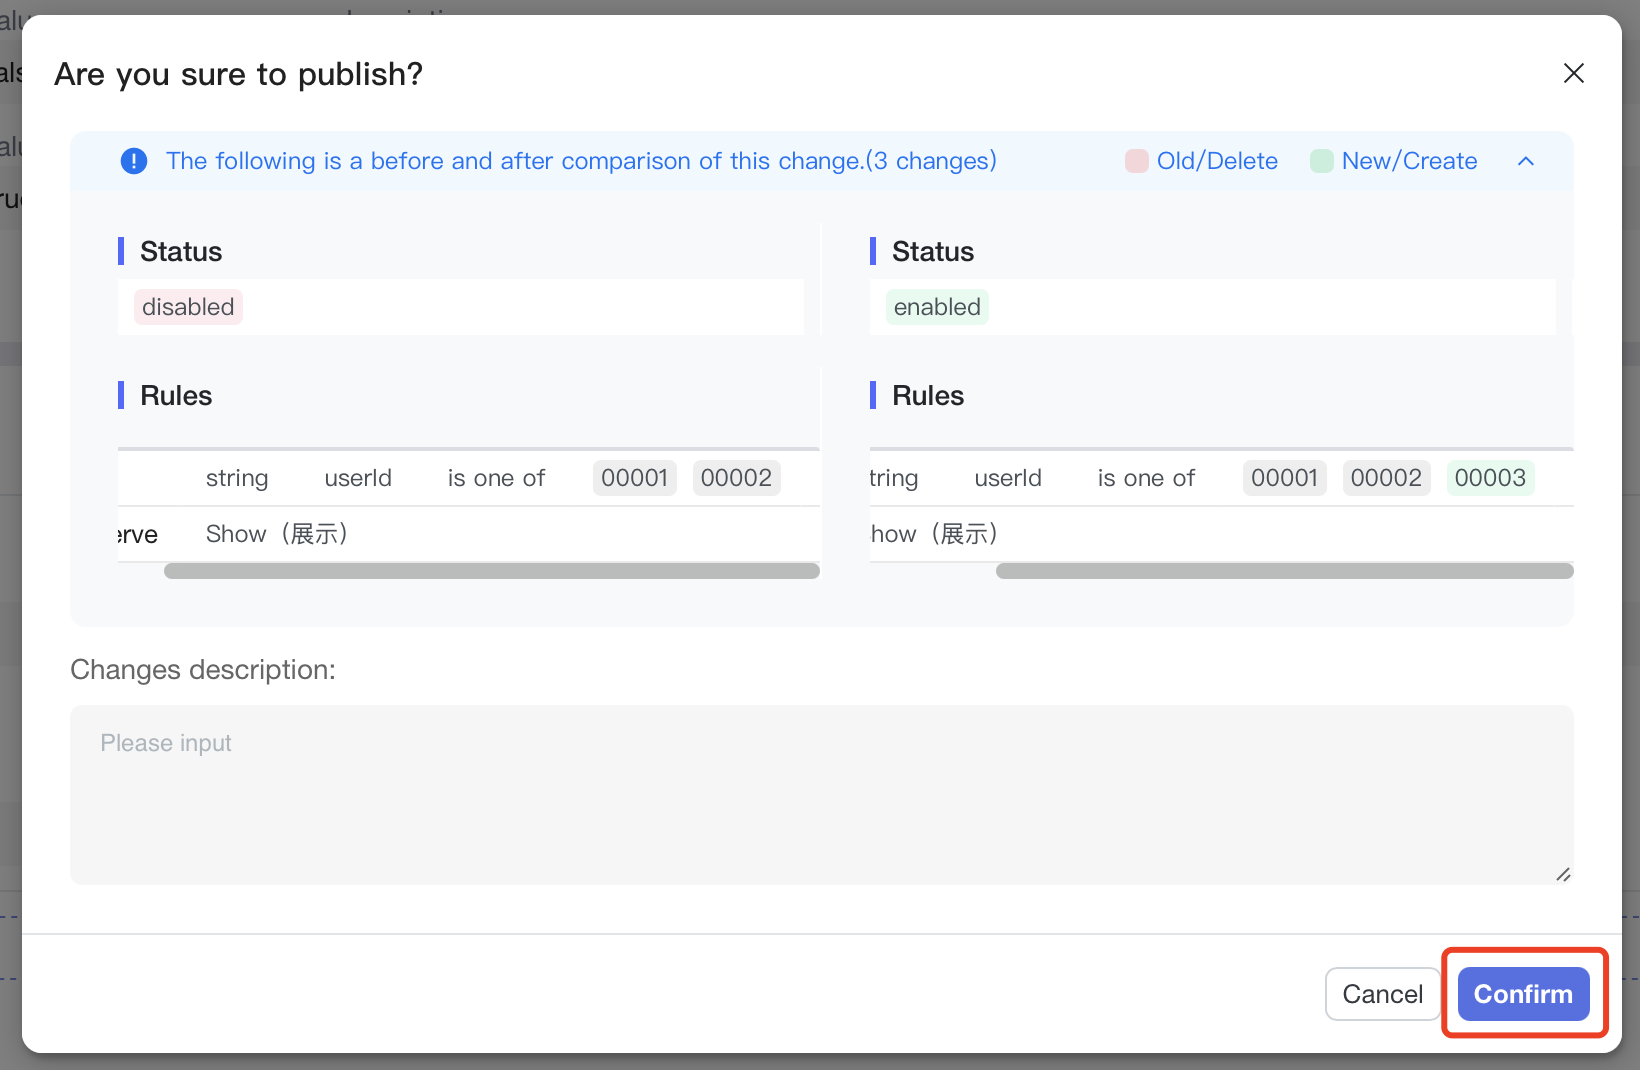 Are you sure to publish?
The following is a before and after comparison of this change.(3 changes) Old/Delete New/Create
Status
disabled
Status
enabled
Rules
string userId is one of 00001 00002
erve Show（展示）
Rules
tring userId is one of 00001 00002 00003
how（展示）
Changes description:
Please input
Cancel Confirm